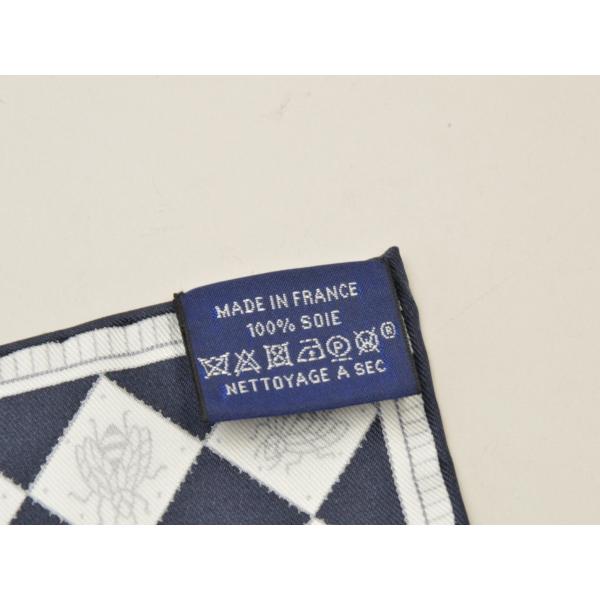 MADE IN FRANCE
100% SOIE
NETTOYAGE A SEC